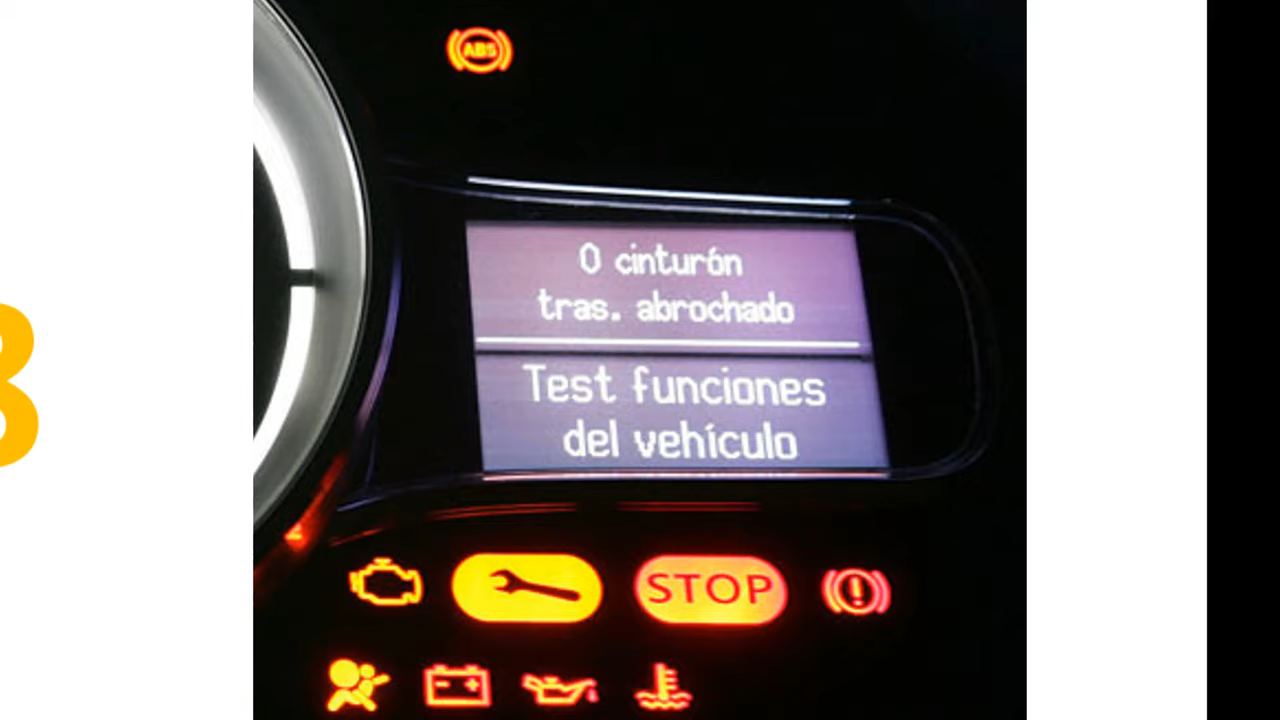 ABS
0 cinturón
tras. abrochado
Test funciones
del vehículo
STOP